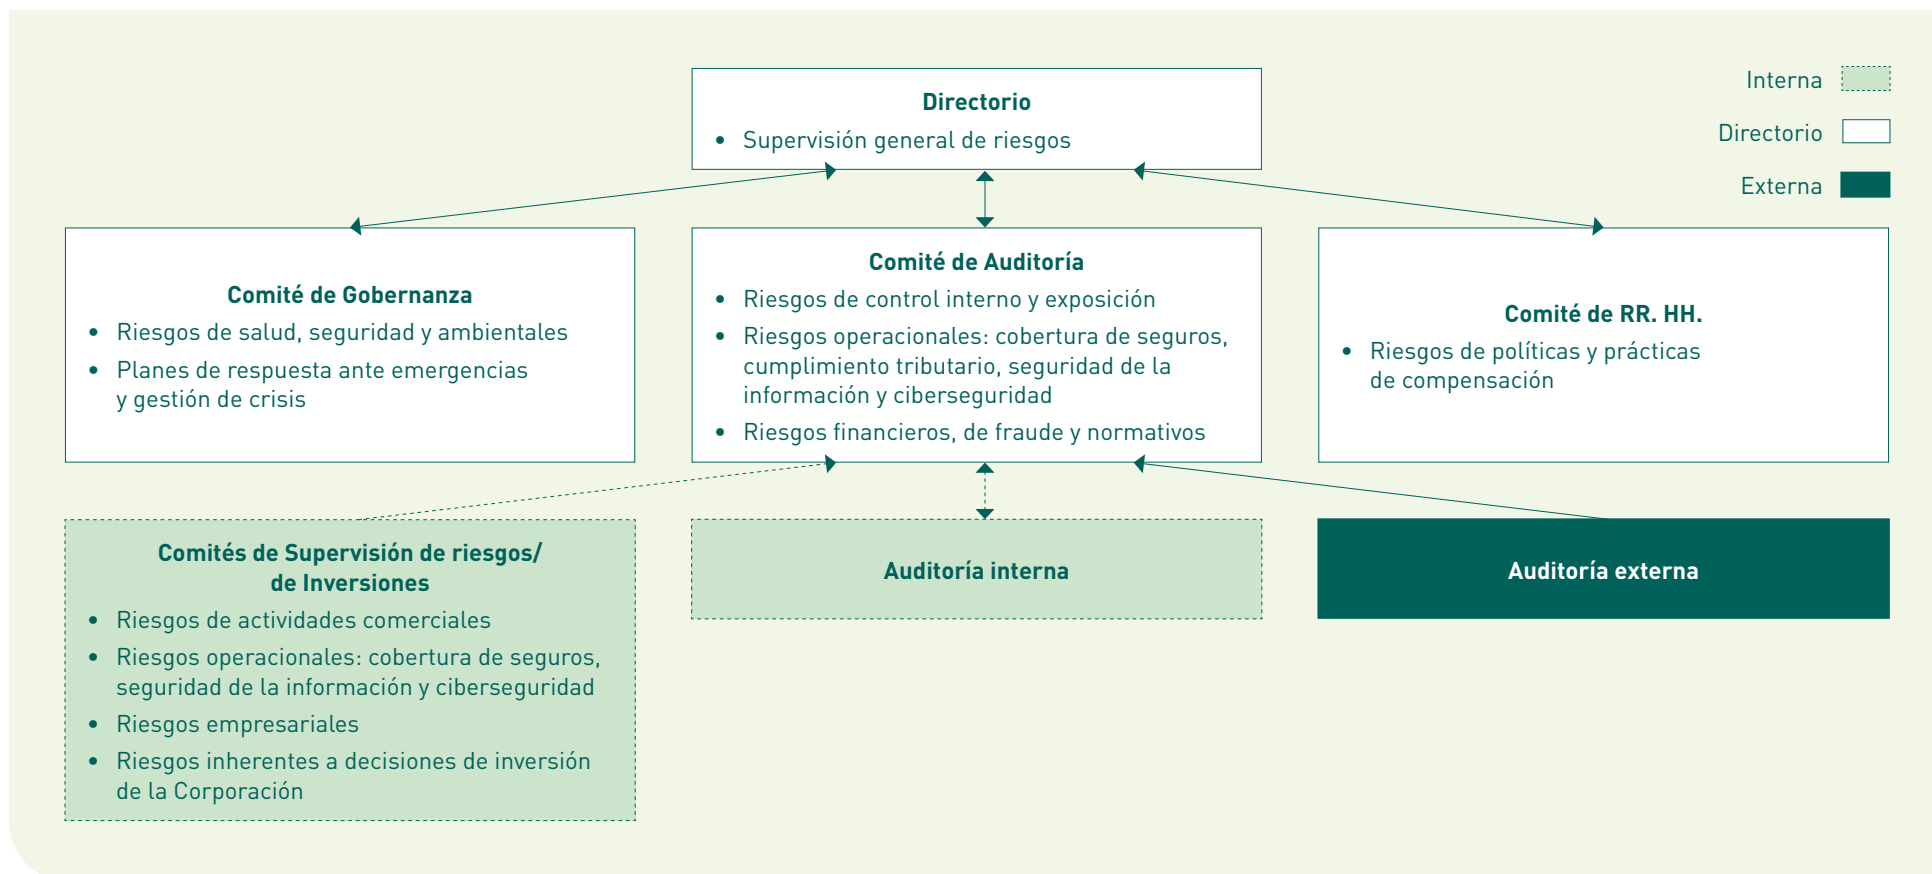 Directorio
• Supervisión general de riesgos
Interna
Directorio
Externa
Comité de Gobernanza
• Riesgos de salud, seguridad y ambientales
• Planes de respuesta ante emergencias
y gestión de crisis
Comité de Auditoría
• Riesgos de control interno y exposición
• Riesgos operacionales: cobertura de seguros,
cumplimiento tributario, seguridad de la
información y ciberseguridad
• Riesgos financieros, de fraude y normativos
Comité de RR. HH.
• Riesgos de políticas y prácticas
de compensación
Comités de Supervisión de riesgos/
de Inversiones
• Riesgos de actividades comerciales
• Riesgos operacionales: cobertura de seguros,
seguridad de la información y ciberseguridad
• Riesgos empresariales
• Riesgos inherentes a decisiones de inversión
de la Corporación
Auditoría interna
Auditoría externa